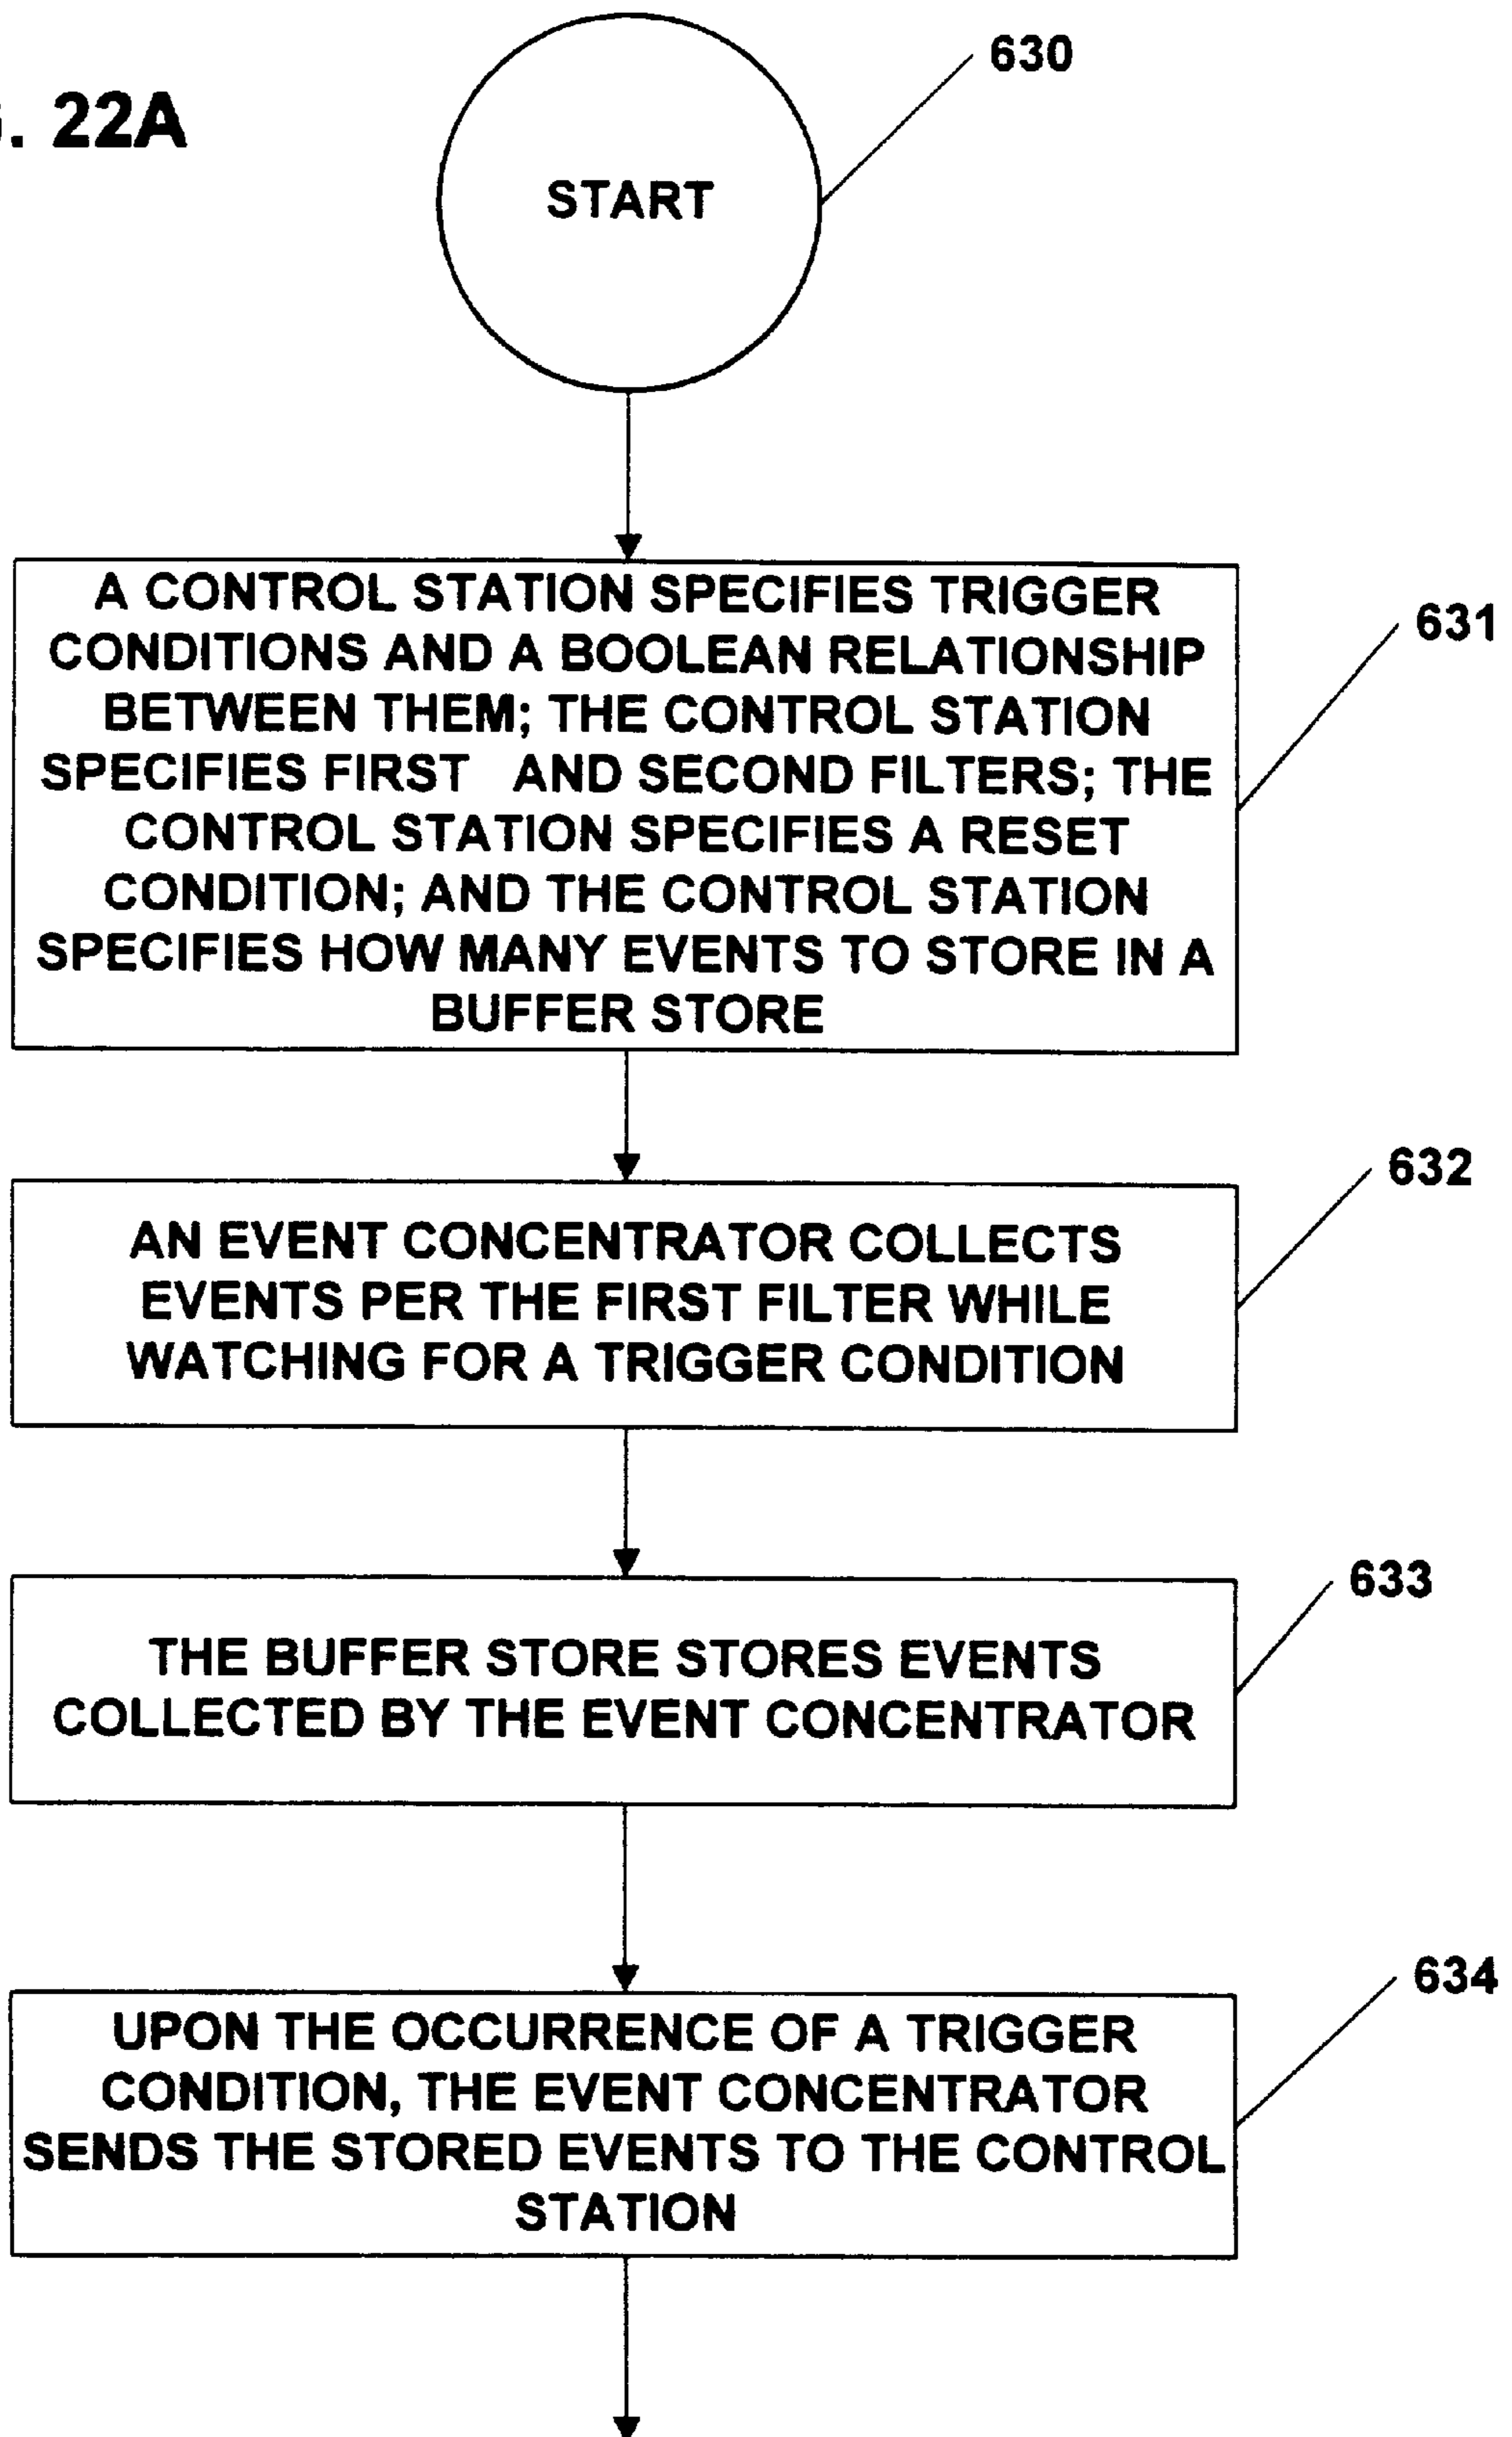 . 22A
630
START
A CONTROL STATION SPECIFIES TRIGGER
CONDITIONS AND A BOOLEAN RELATIONSHIP
BETWEEN THEM; THE CONTROL STATION
SPECIFIES FIRST AND SECOND FILTERS; THE
CONTROL STATION SPECIFIES A RESET
CONDITION; AND THE CONTROL STATION
SPECIFIES HOW MANY EVENTS TO STORE IN A
BUFFER STORE
631
AN EVENT CONCENTRATOR COLLECTS
EVENTS PER THE FIRST FILTER WHILE
WATCHING FOR A TRIGGER CONDITION
632
THE BUFFER STORE STORES EVENTS
COLLECTED BY THE EVENT CONCENTRATOR
633
UPON THE OCCURRENCE OF A TRIGGER
CONDITION, THE EVENT CONCENTRATOR
SENDS THE STORED EVENTS TO THE CONTROL
STATION
634